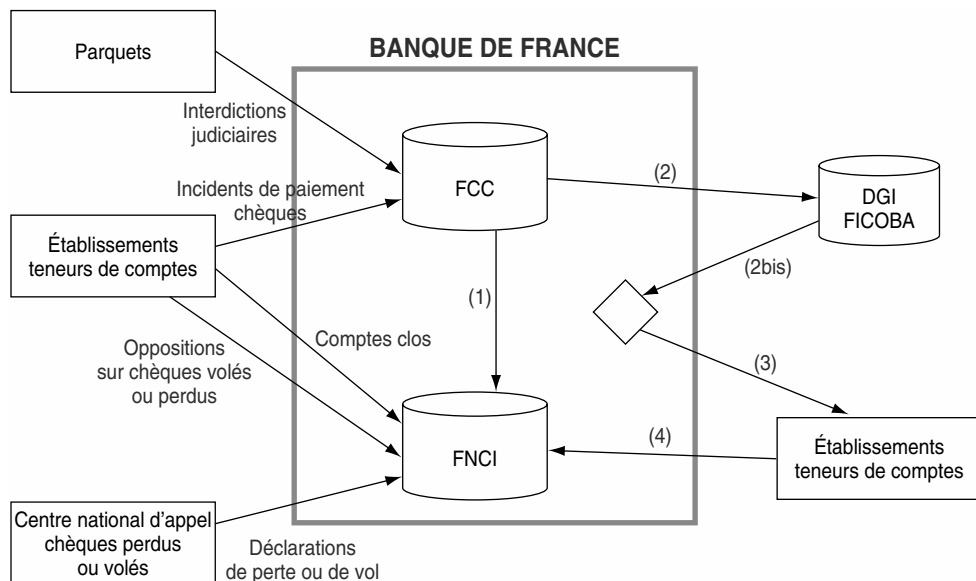 Parquets
BANQUE DE FRANCE
Interdictions
judiciaires
FCC
(2)
DGI
FICOBA
Incidents de paiement
chèques
Établissements
teneurs de comptes
(2bis)
(1)
Comptes clos
Oppositions
sur chèques volés
ou perdus
(3)
FNCI
(4)
Établissements
teneurs de comptes
Centre national d'appel
chèques perdus
ou volés
Déclarations
de perte ou de vol